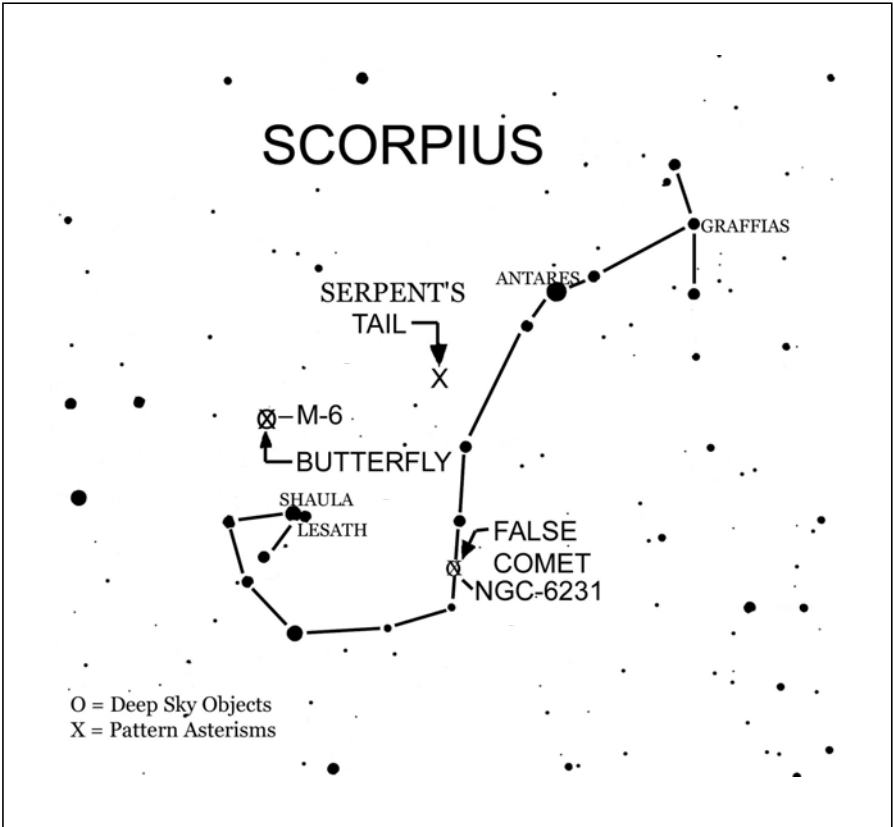 SCORPIUS
GRAFFIAS
ANTARES
SERPENT'S
TAIL
X
M-6
BUTTERFLY
SHAULA
LESATH
FALSE
COMET
NGC-6231
O = Deep Sky Objects
X = Pattern Asterisms